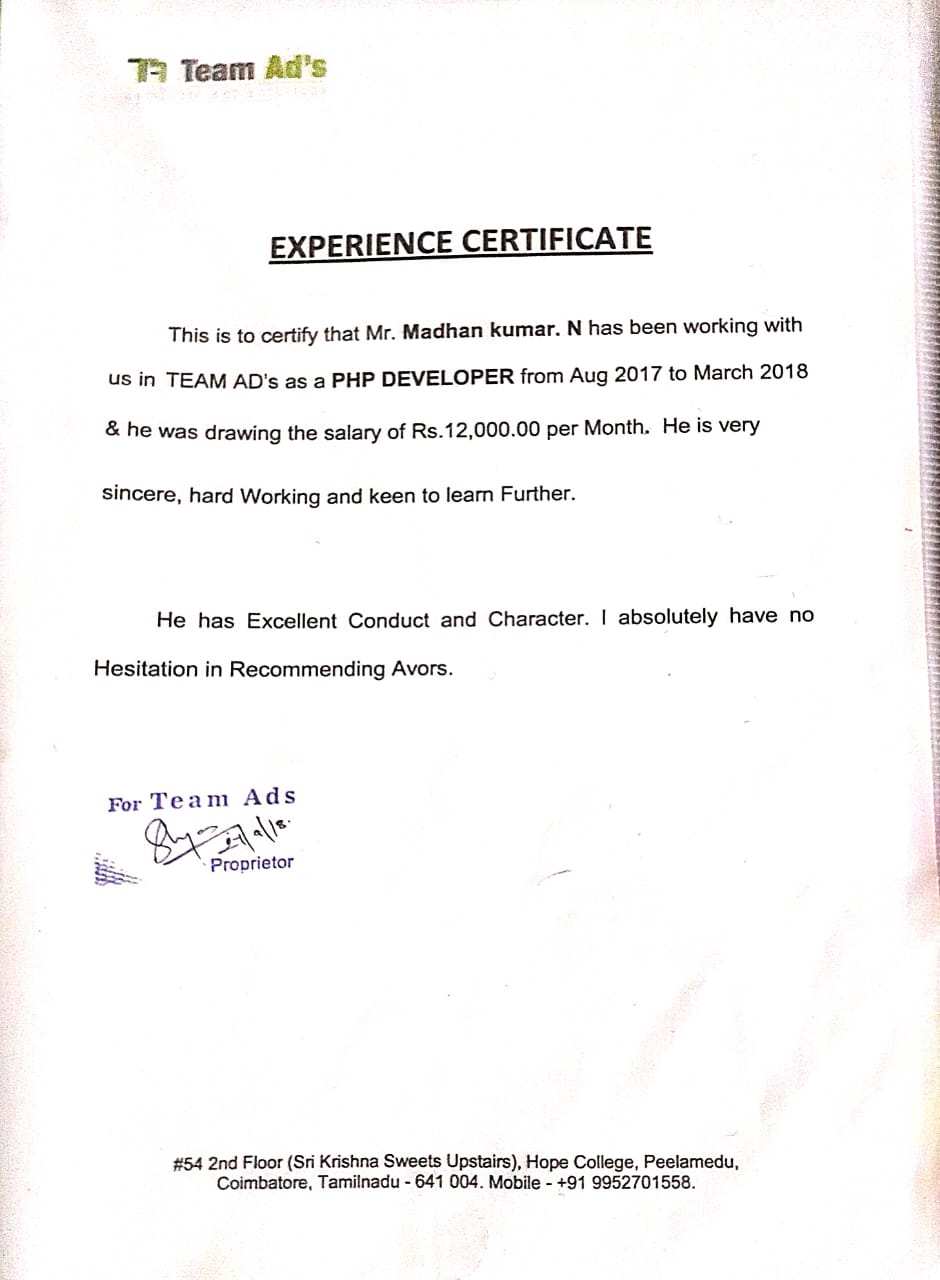 Team Ad's
EXPERIENCE CERTIFICATE
This is to certify that Mr. Madhan kumar. N has been working with
us in TEAM AD's as a PHP DEVELOPER from Aug 2017 to March 2018
& he was drawing the salary of Rs.12,000.00 per Month. He is very
sincere, hard Working and keen to learn Further.
He has Excellent Conduct and Character. I absolutely have no
Hesitation in Recommending Avors.
For Team Ads
Proprietor
#54 2nd Floor (Sri Krishna Sweets Upstairs), Hope College, Peelamedu,
Coimbatore, Tamilnadu - 641 004. Mobile - +91 9952701558.